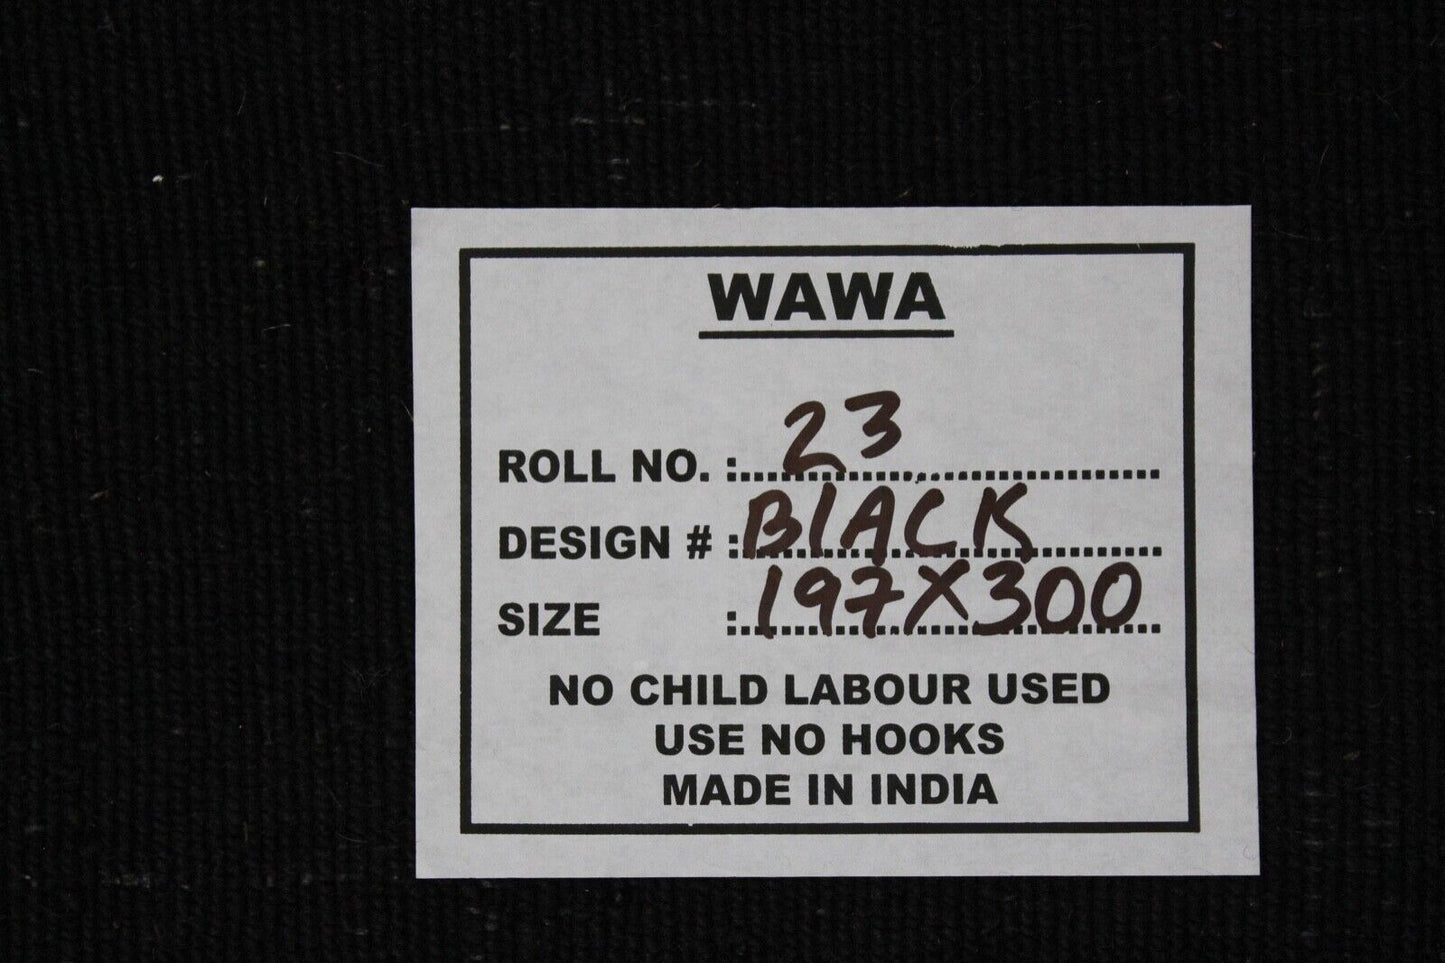 WAWA
ROLL NO. :.............23..............................
DESIGN # :BlACK..............................
SIZE :197X300..............................
NO CHILD LABOUR USED
USE NO HOOKS
MADE IN INDIA